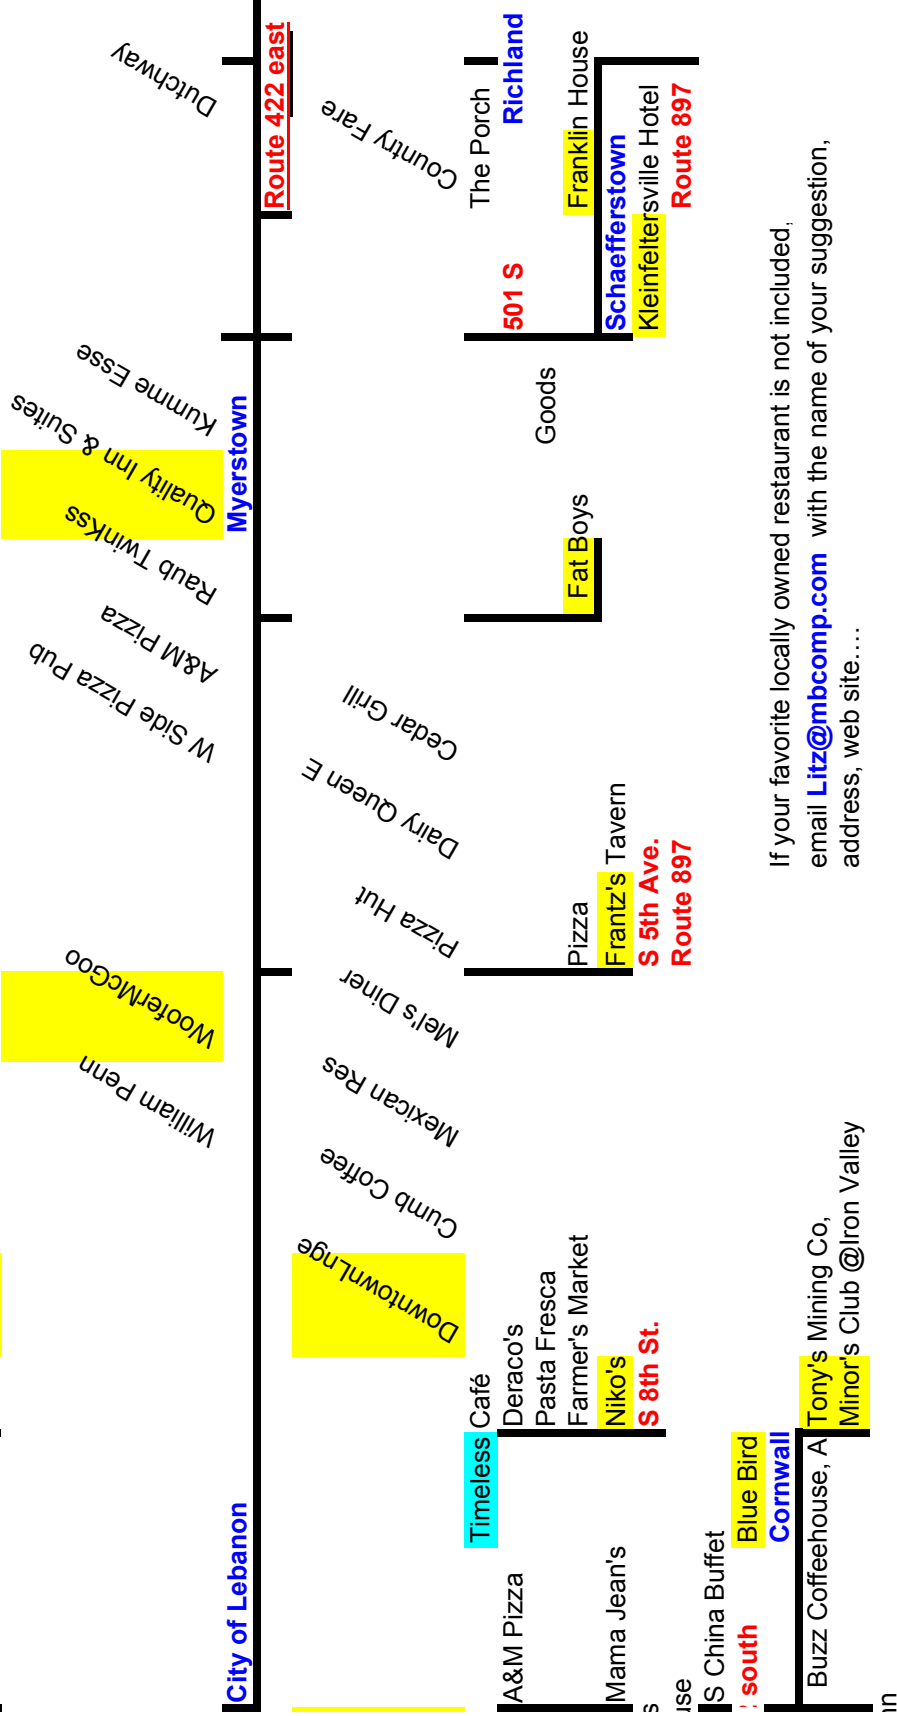 Dutchway
Kumme Esse
Quality Inn & Suites
Raub TwinKss
A&M Pizza
W Side Pizza Pub
WooferMcGoo
William Penn
City of Lebanon
Myerstown
Route 422 east
Country Fare
Cedar Grill
Dairy Queen E
Pizza Hut
Mel's Diner
Mexican Res
Cumb Coffee
DowntownLnge
The Porch
Richland
501 S
Franklin House
Schaefferstown
Kleinfeltersville Hotel
Route 897
Goods
Fat Boys
Pizza
Frantz's Tavern
S 5th Ave.
Route 897
Timeless Café
Deraco's
Pasta Fresca
Farmer's Market
Niko's
S 8th St.
A&M Pizza
Mama Jean's
s
use
S China Buffet
south
Blue Bird
Cornwall
Buzz Coffeehouse, A Tony's Mining Co,
Minor's Club @Iron Valley
nn
If your favorite locally owned restaurant is not included,
email Litz@mbcomp.com with the name of your suggestion,
address, web site….